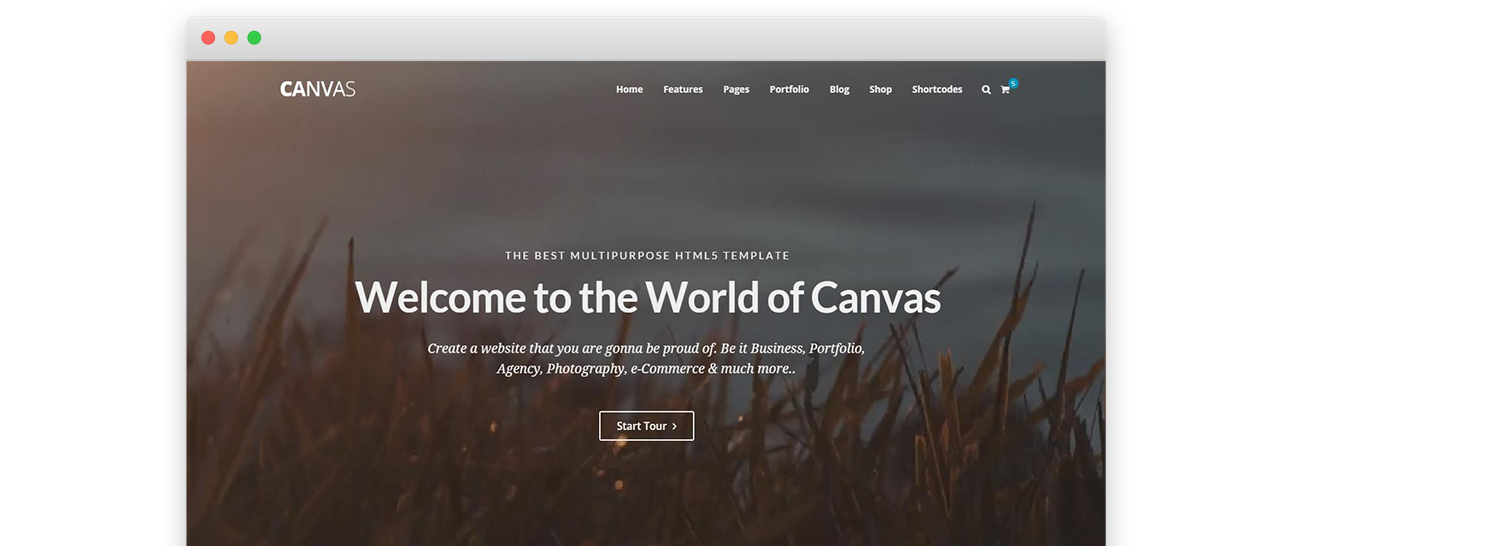 CANVAS
Home Features Pages Portfolio Blog Shop Shortcodes 5
THE BEST MULTIPURPOSE HTML5 TEMPLATE
Welcome to the World of Canvas
Create a website that you are gonna be proud of. Be it Business, Portfolio,
Agency, Photography, e-Commerce & much more..
Start Tour